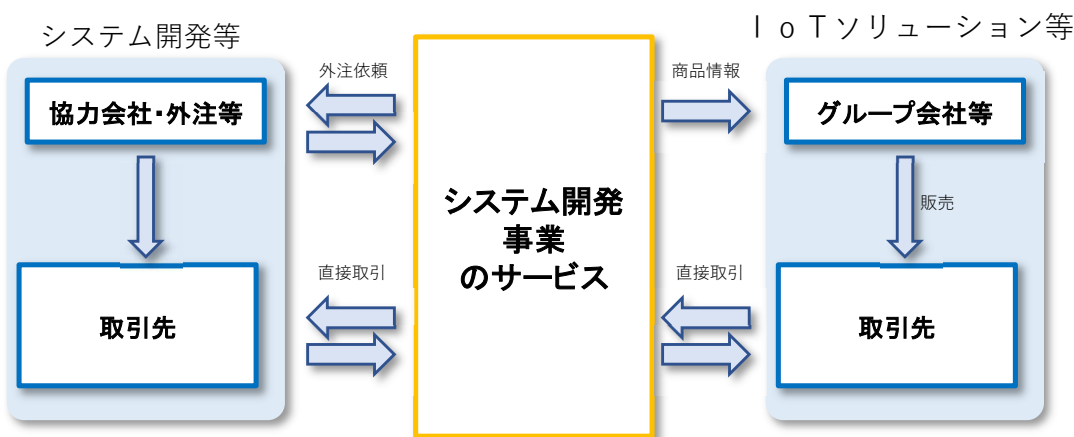 システム開発等
ＩｏＴソリューション等
外注依頼
商品情報
協力会社・外注等
グループ会社等
販売
システム開発
事業
のサービス
直接取引
直接取引
取引先
取引先